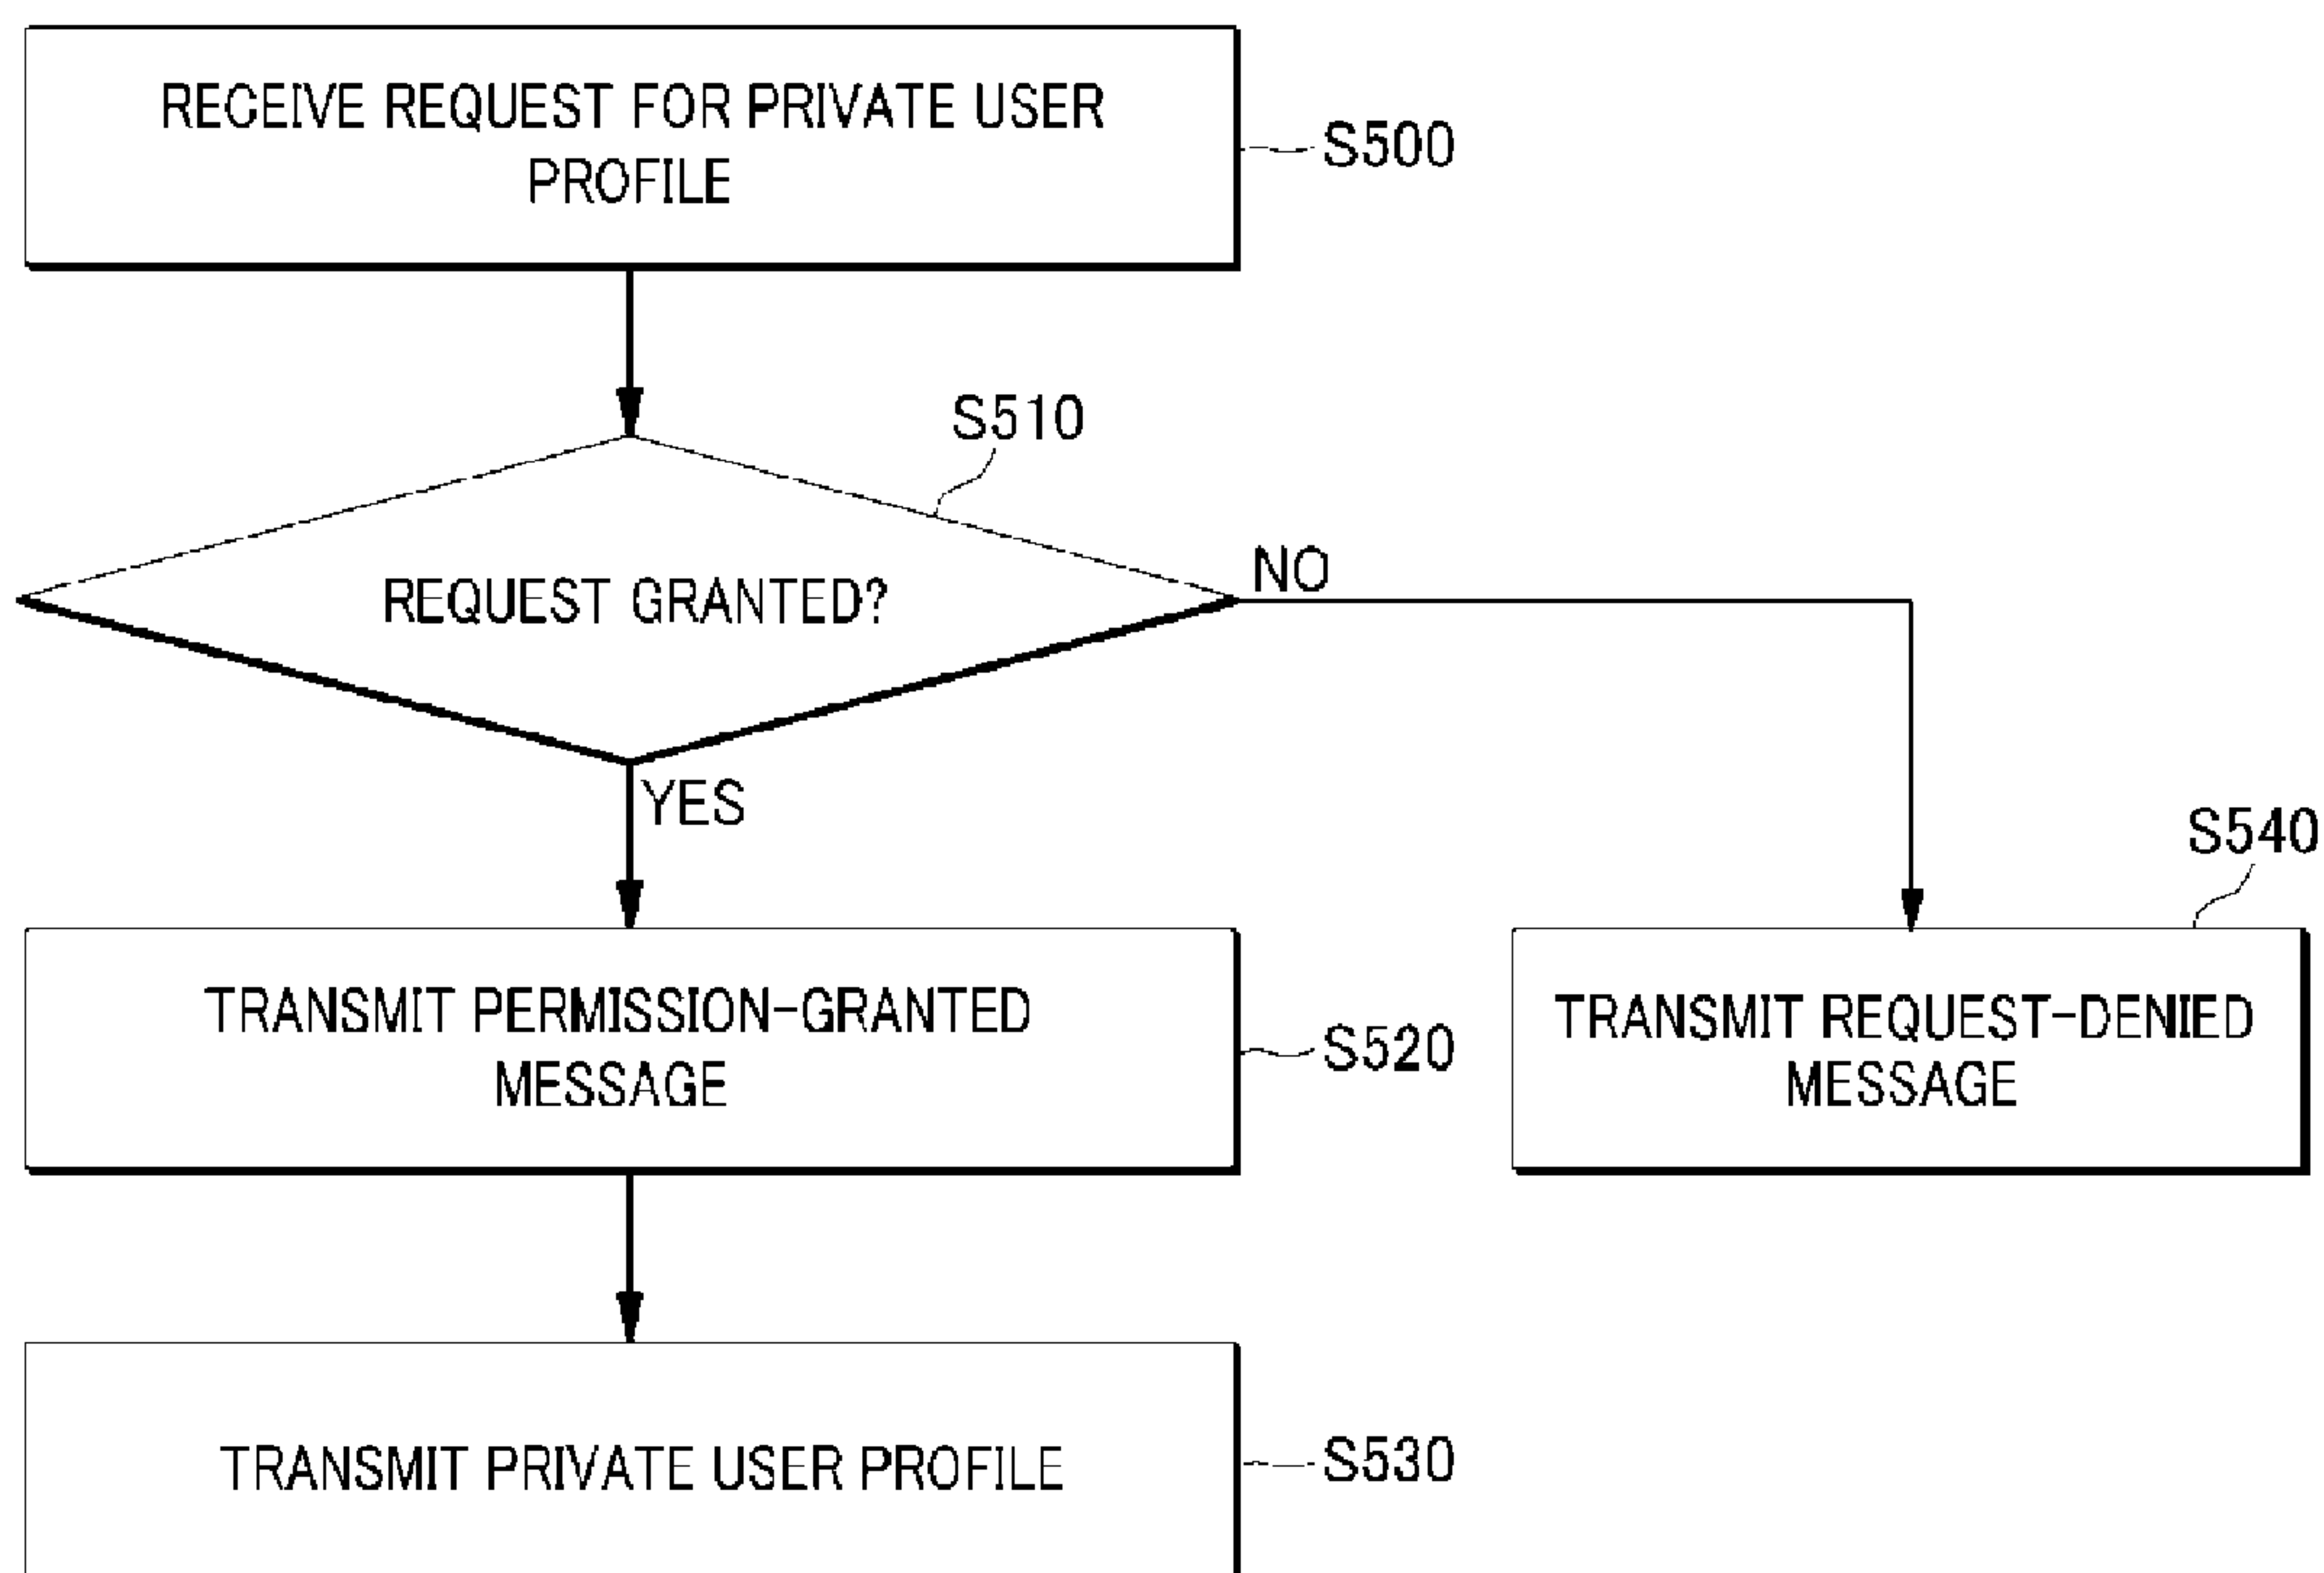 RECEIVE REQUEST FOR PRIVATE USER
PROFILE
S500
S510
REQUEST GRANTED?
NO
YES
S540
TRANSMIT PERMISSION-GRANTED
MESSAGE
S520
TRANSMIT REQUEST-DENIED
MESSAGE
TRANSMIT PRIVATE USER PROFILE
S530